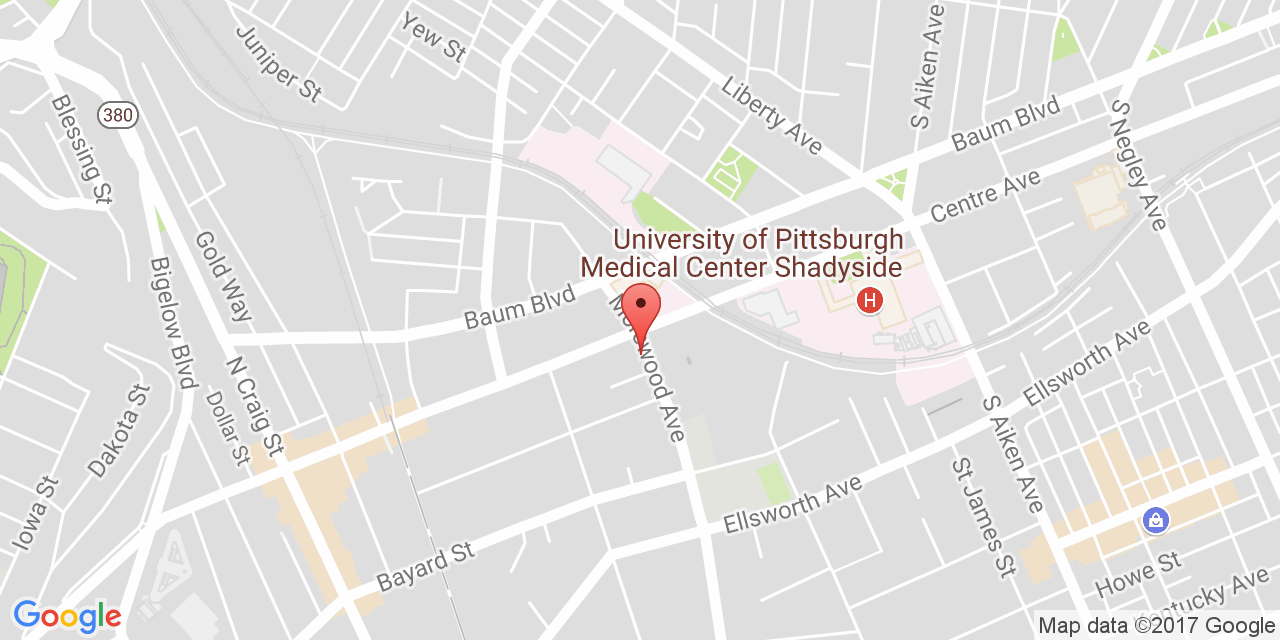 Yew St
Juniper St
S Aiken Ave
Liberty Ave
Baum Blvd
S Negley Ave
380
Blessing St
Centre Ave
University of Pittsburgh
Medical Center Shadyside
H
Gold Way
Bigelow Blvd
Baum Blvd
Ellsworth Ave
N Craig St
Dollar St
Dakota St
S Aiken Ave
Iowa St
Ellsworth Ave
St James St
Bayard St
Howe St
Kentucky Ave
Google
Map data ©2017 Google